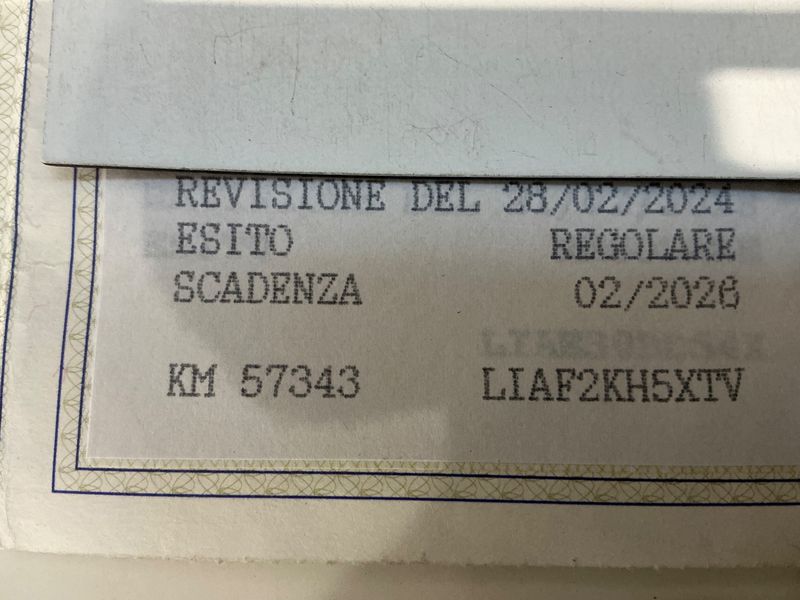 REVISIONE DEL 28/02/2024
ESITO REGOLARE
SCADENZA 02/2026
KM 57343 LIAF2KH5XTV